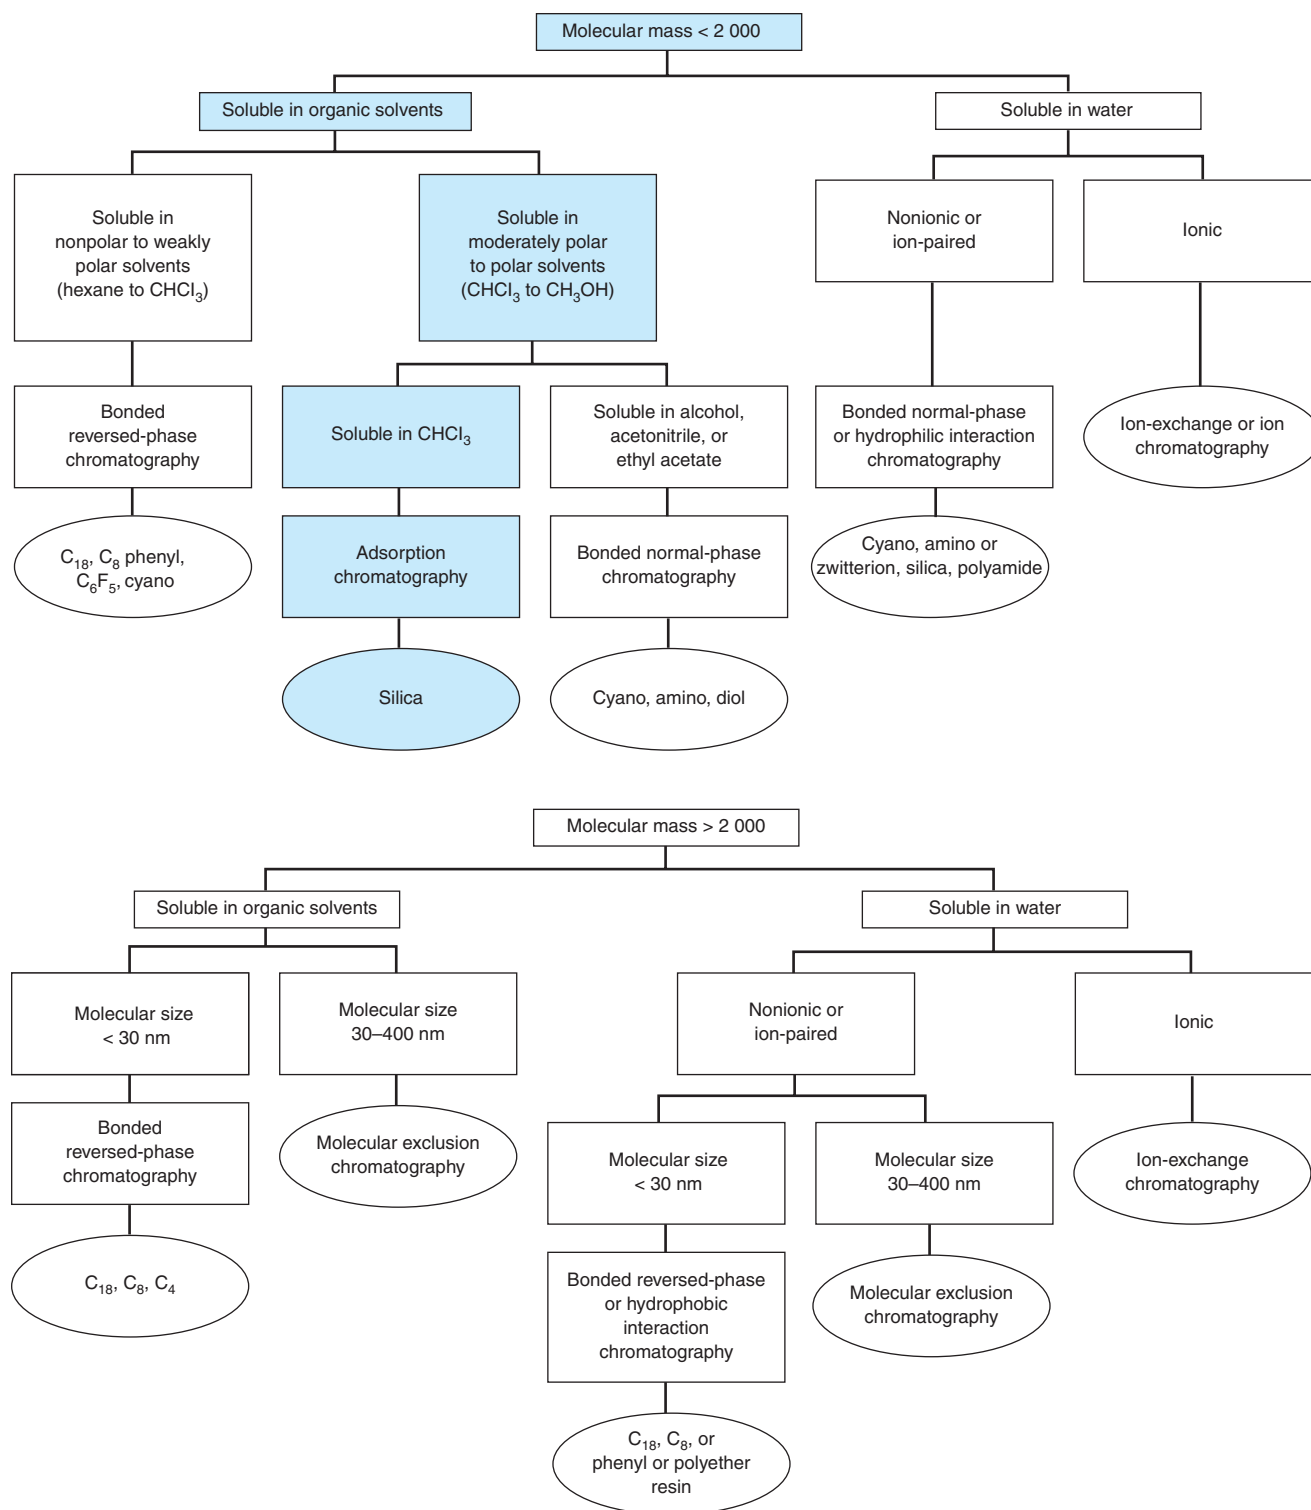 Molecular mass < 2 000
Soluble in organic solvents
Soluble in water
Soluble in
nonpolar to weakly
polar solvents
(hexane to CHCl₃)
Soluble in
moderately polar
to polar solvents
(CHCl₃ to CH₃OH)
Nonionic or
ion-paired
Ionic
Bonded
reversed-phase
chromatography
Soluble in CHCl₃
Soluble in alcohol,
acetonitrile, or
ethyl acetate
Bonded normal-phase
or hydrophilic interaction
chromatography
Ion-exchange or ion
chromatography
C₁₈, C₈ phenyl,
C₆F₅, cyano
Adsorption
chromatography
Bonded normal-phase
chromatography
Cyano, amino or
zwitterion, silica, polyamide
Silica
Cyano, amino, diol
Molecular mass > 2 000
Soluble in organic solvents
Soluble in water
Molecular size
< 30 nm
Molecular size
30–400 nm
Nonionic or
ion-paired
Ionic
Bonded
reversed-phase
chromatography
Molecular exclusion
chromatography
Molecular size
< 30 nm
Molecular size
30–400 nm
Ion-exchange
chromatography
C₁₈, C₈, C₄
Bonded reversed-phase
or hydrophobic
interaction
chromatography
Molecular exclusion
chromatography
C₁₈, C₈, or
phenyl or polyether
resin